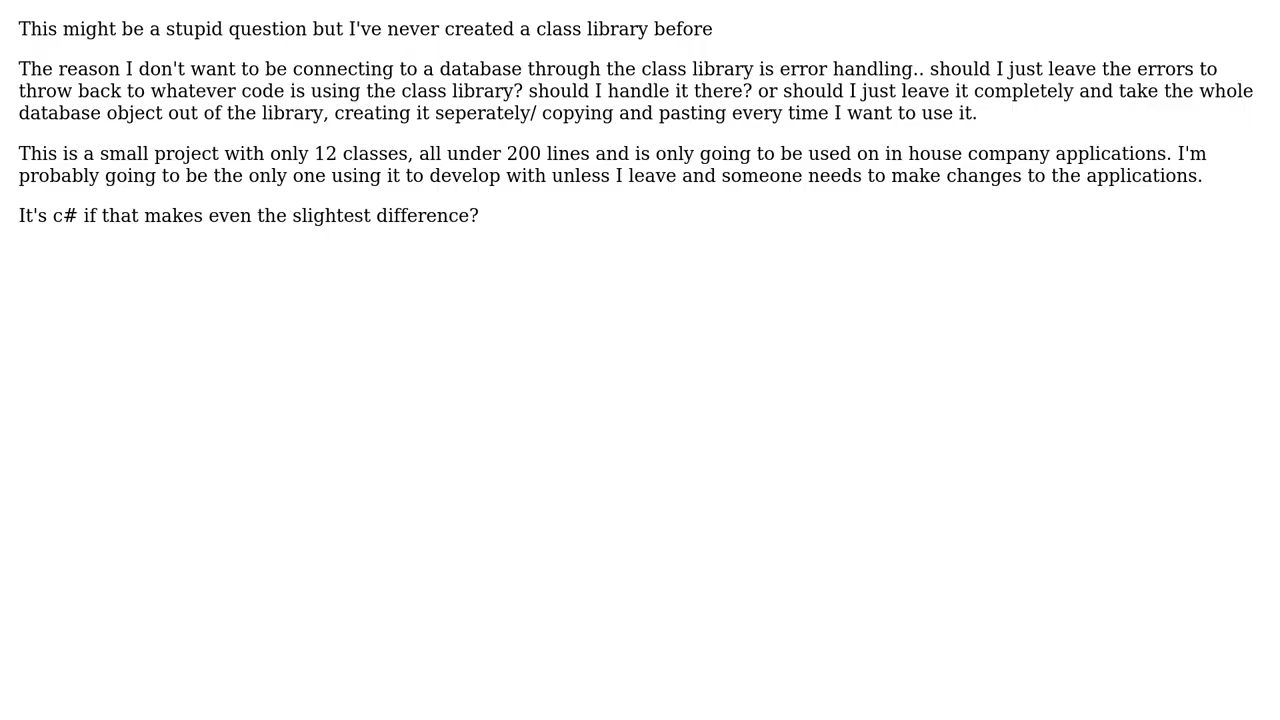 This might be a stupid question but I've never created a class library before
The reason I don't want to be connecting to a database through the class library is error handling.. should I just leave the errors to
throw back to whatever code is using the class library? should I handle it there? or should I just leave it completely and take the whole
database object out of the library, creating it seperately/ copying and pasting every time I want to use it.
This is a small project with only 12 classes, all under 200 lines and is only going to be used on in house company applications. I'm
probably going to be the only one using it to develop with unless I leave and someone needs to make changes to the applications.
It's c# if that makes even the slightest difference?